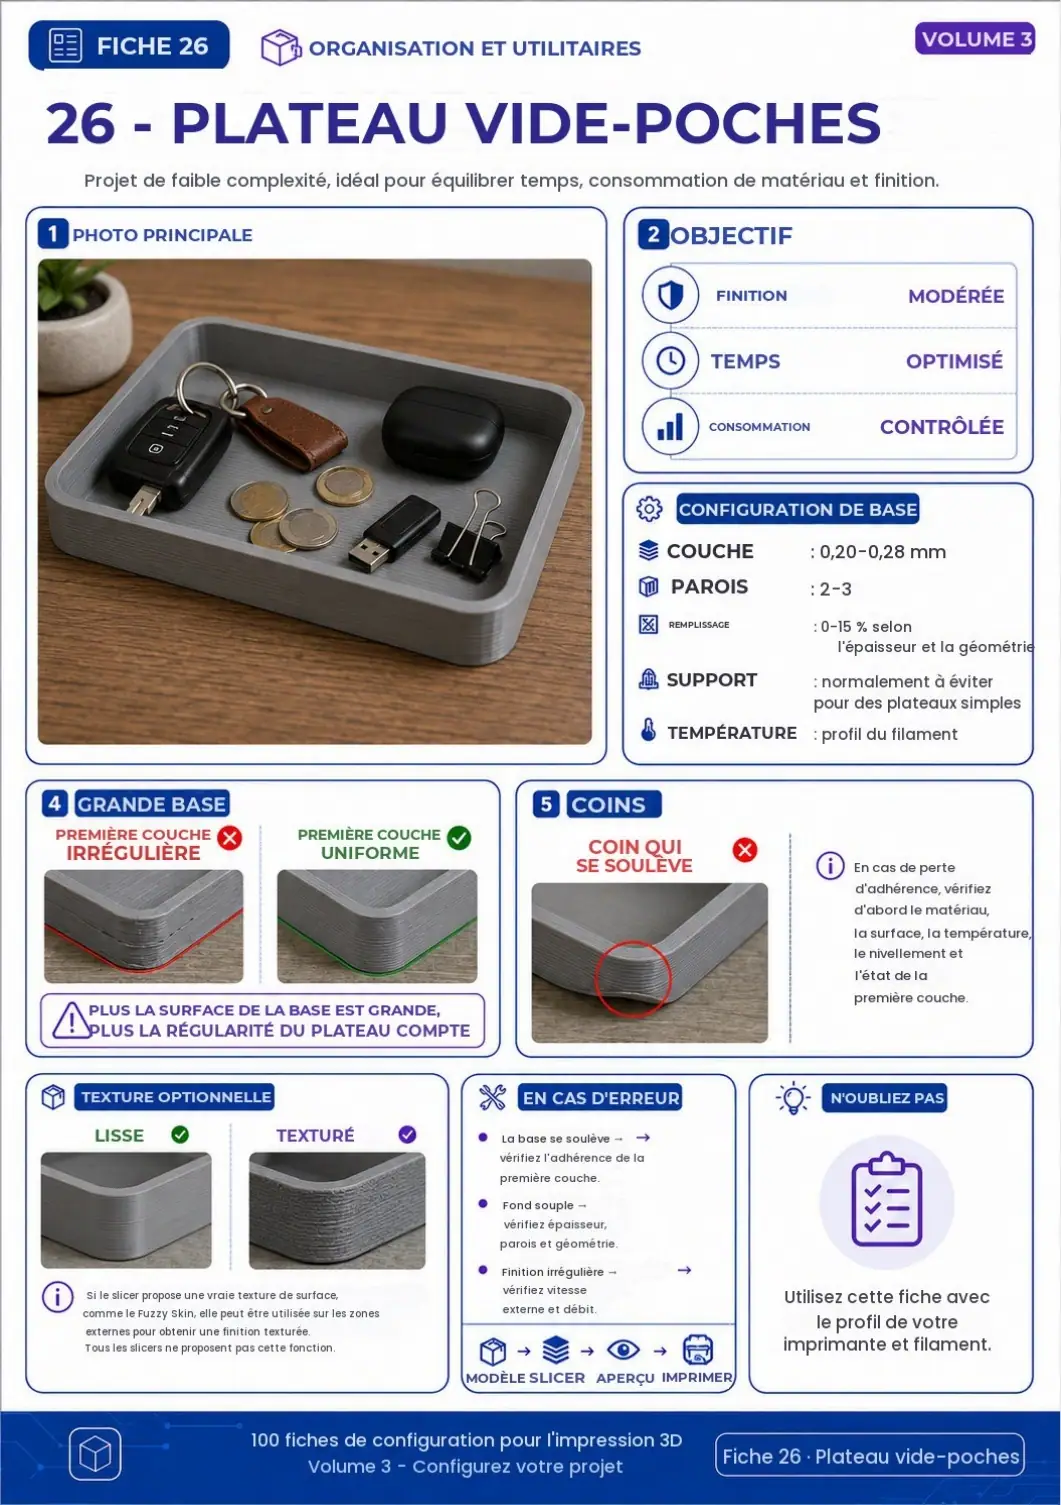 FICHE 26
ORGANISATION ET UTILITAIRES
VOLUME 3
26 - PLATEAU VIDE-POCHES
Projet de faible complexité, idéal pour équilibrer temps, consommation de matériau et finition.
1 PHOTO PRINCIPALE
2 OBJECTIF
FINITION MODÉRÉE
TEMPS OPTIMISÉ
CONSOMMATION CONTRÔLÉE
CONFIGURATION DE BASE
COUCHE : 0,20-0,28 mm
PAROIS : 2-3
REMPLISSAGE : 0-15 % selon
l'épaisseur et la géométrie
SUPPORT : normalement à éviter
pour des plateaux simples
TEMPÉRATURE : profil du filament
4 GRANDE BASE
PREMIÈRE COUCHE
IRRÉGULIÈRE
PREMIÈRE COUCHE
UNIFORME
PLUS LA SURFACE DE LA BASE EST GRANDE,
PLUS LA RÉGULARITÉ DU PLATEAU COMPTE
5 COINS
COIN QUI
SE SOULÈVE
En cas de perte
d'adhérence, vérifiez
d'abord le matériau,
la surface, la température,
le nivellement et
l'état de la
première couche.
TEXTURE OPTIONNELLE
LISSE
TEXTURÉ
Si le slicer propose une vraie texture de surface,
comme le Fuzzy Skin, elle peut être utilisée sur les zones
externes pour obtenir une finition texturée.
Tous les slicers ne proposent pas cette fonction.
EN CAS D'ERREUR
La base se soulève → →
vérifiez l'adhérence de la
première couche.
Fond souple →
vérifiez épaisseur,
parois et géométrie.
Finition irrégulière → →
vérifiez vitesse
externe et débit.
→ → →
MODÈLE SLICER APERÇU IMPRIMER
N'OUBLIEZ PAS
Utilisez cette fiche avec
le profil de votre
imprimante et filament.
100 fiches de configuration pour l'impression 3D
Volume 3 - Configurez votre projet
Fiche 26 · Plateau vide-poches